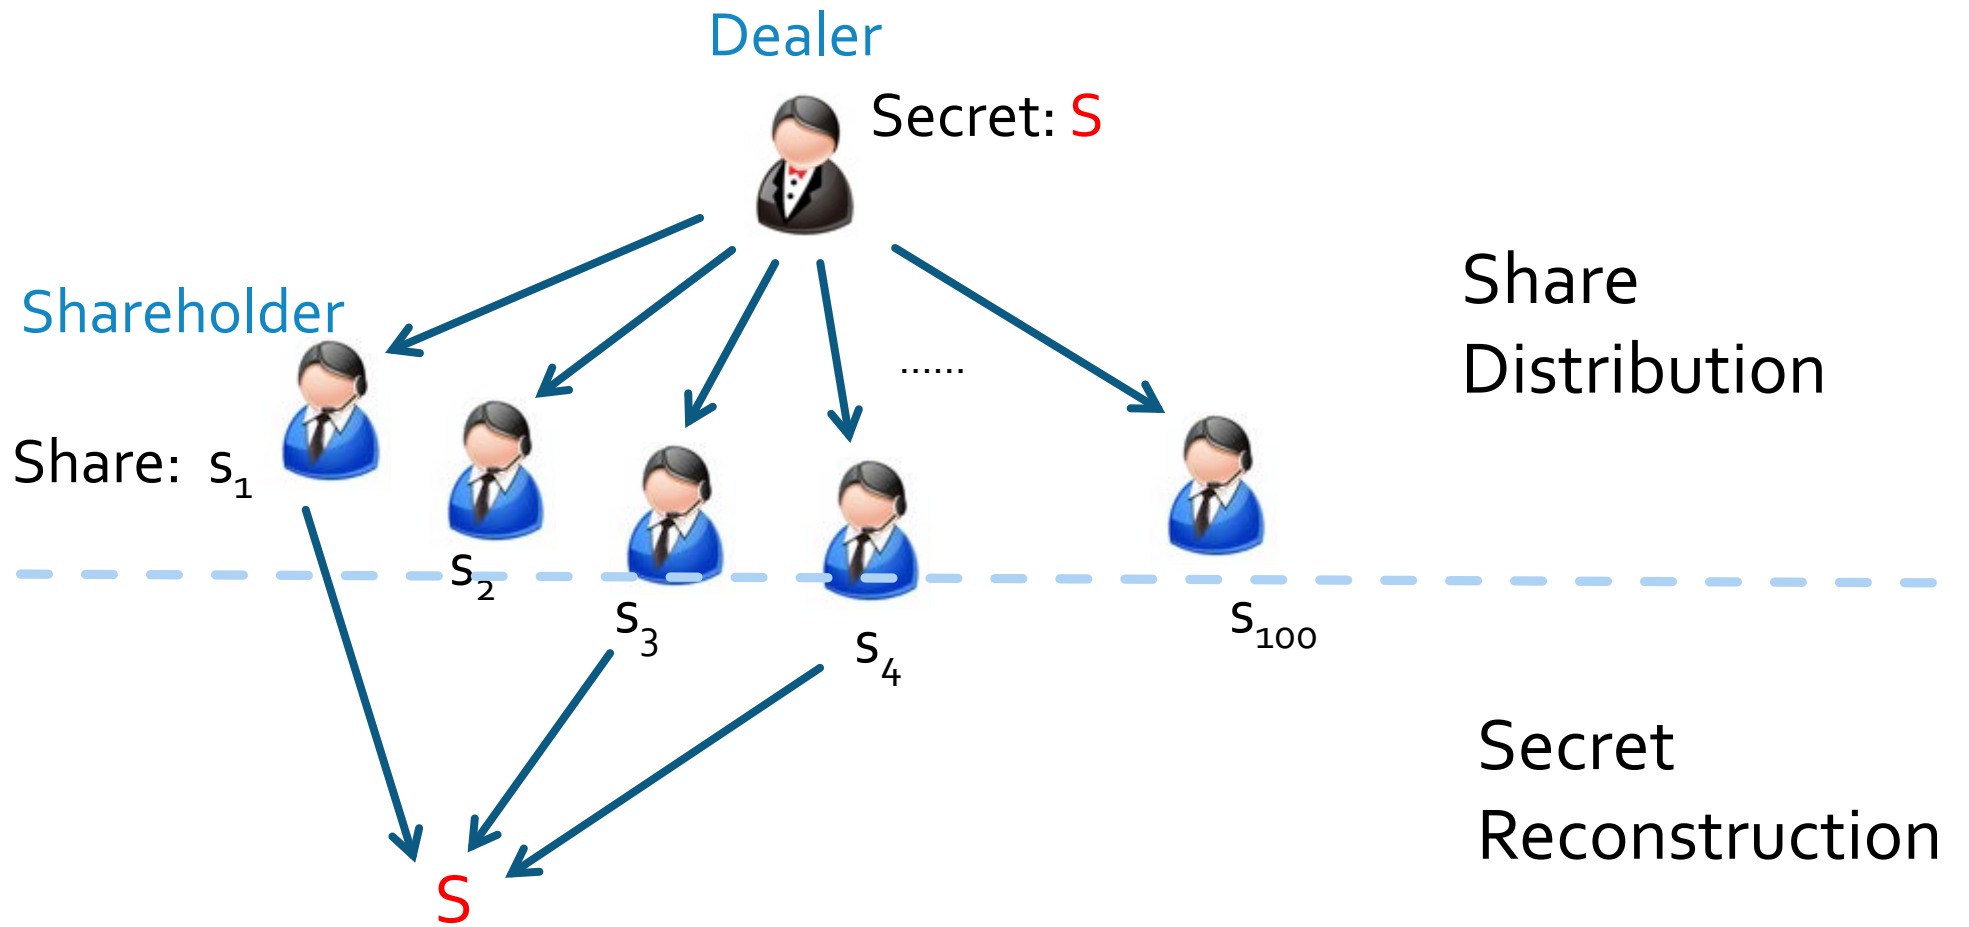 Dealer
Secret: S
Share
Distribution
Shareholder
......
Share: s₁
s₂
s₃
s₄
s₁₀₀
Secret
Reconstruction
S